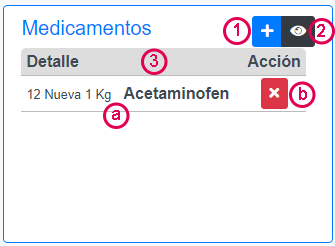 Medicamentos 1 + 2
Detalle 3 Acción
12 Nueva 1 Kg Acetaminofen × b
a